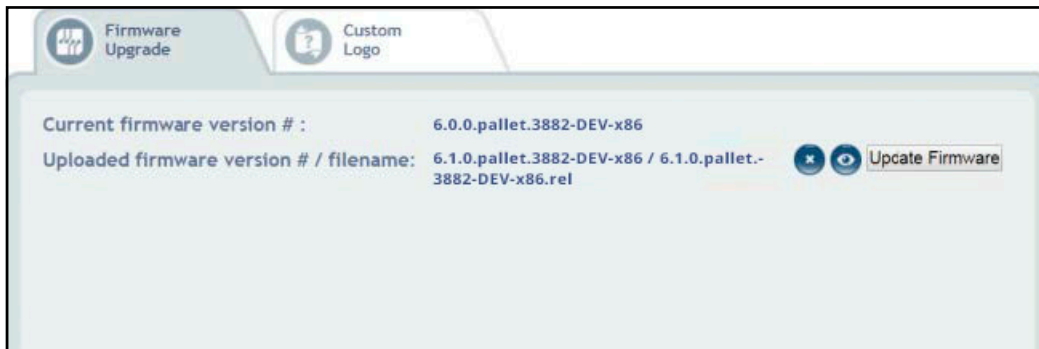 Firmware
Upgrade
Custom
Logo
Current firmware version # :
6.0.0.pallet.3882-DEV-x86
Uploaded firmware version # / filename:
6.1.0.pallet.3882-DEV-x86 / 6.1.0.pallet.-
3882-DEV-x86.rel
Update Firmware